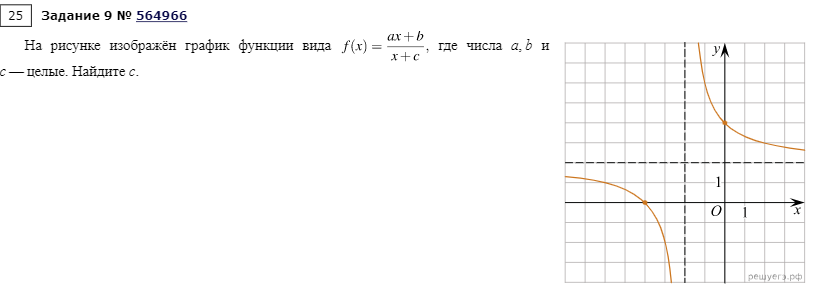 25 Задание 9 № 564966
На рисунке изображён график функции вида f(x) = \frac{ax+b}{x+c}, где числа a, b и
c — целые. Найдите c.
y
1
O 1 x
решуегэ.рф